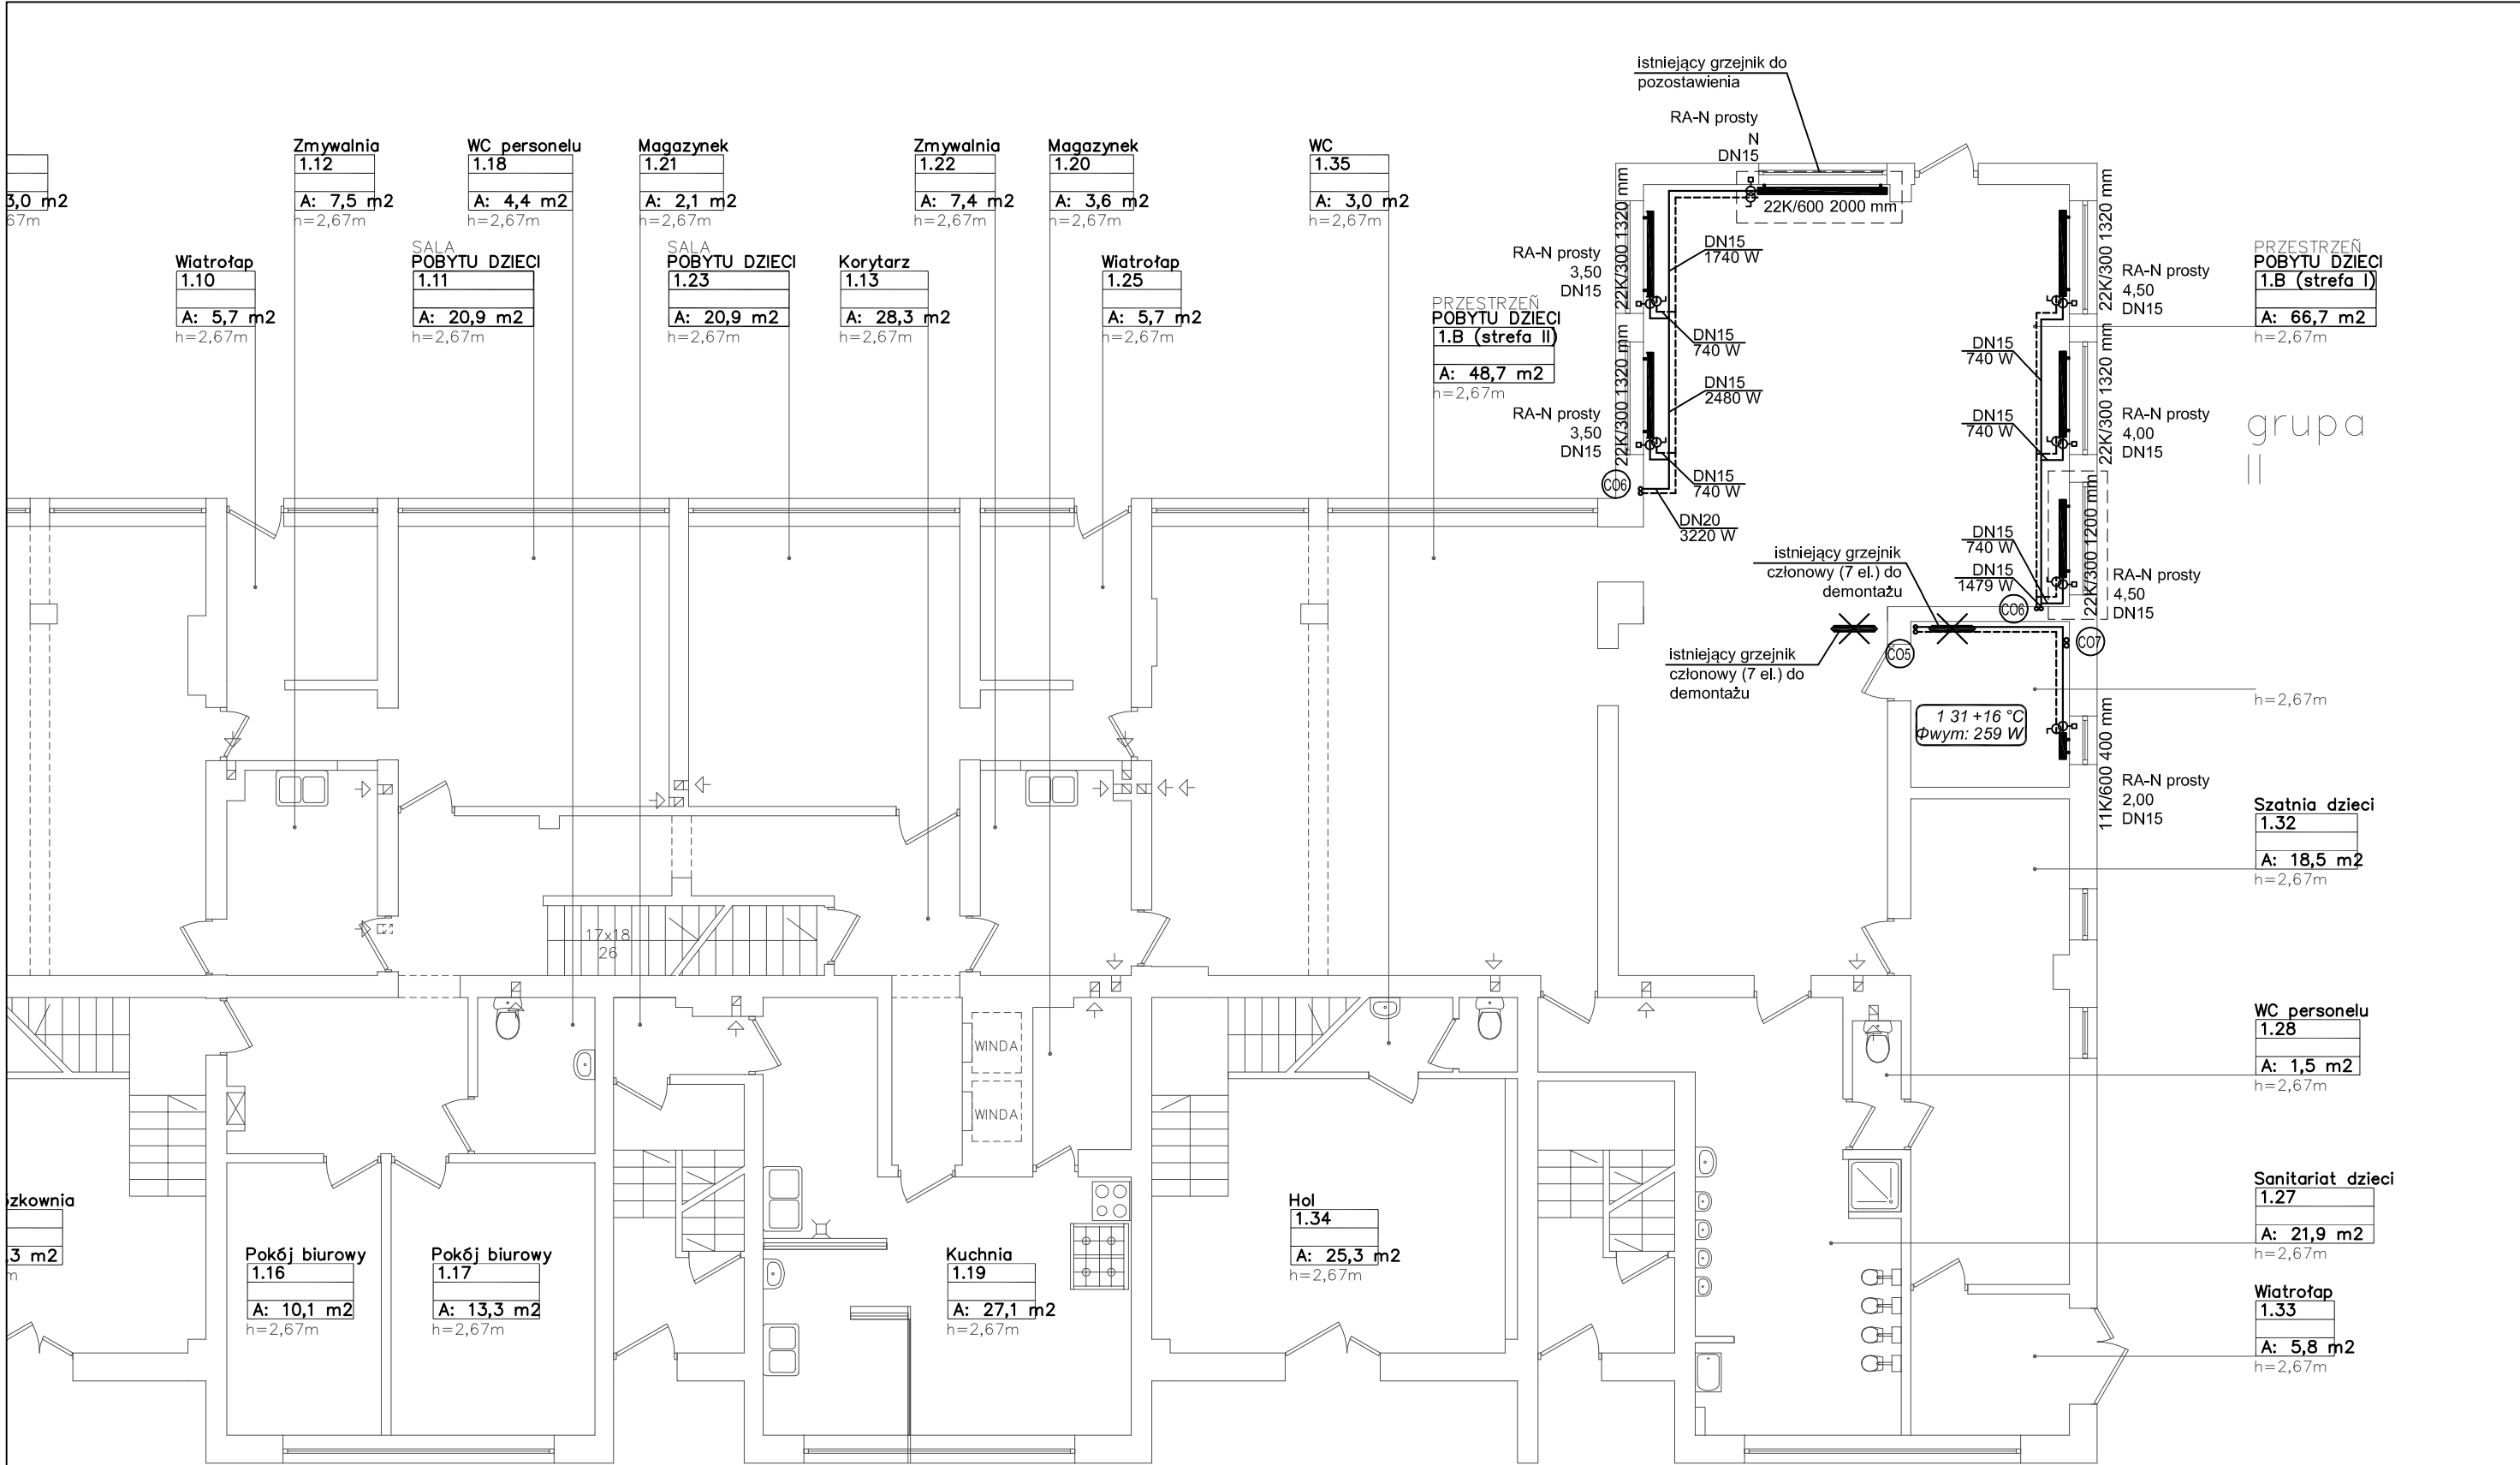 istniejący grzejnik do
pozostawienia
RA-N prosty
N
DN15
22K/600 2000 mm
3,0 m2
67m
Zmywalnia
1.12
A: 7,5 m2
h=2,67m
WC personelu
1.18
A: 4,4 m2
h=2,67m
Magazynek
1.21
A: 2,1 m2
h=2,67m
Zmywalnia
1.22
A: 7,4 m2
h=2,67m
Magazynek
1.20
A: 3,6 m2
h=2,67m
WC
1.35
A: 3,0 m2
h=2,67m
Wiatrołap
1.10
A: 5,7 m2
h=2,67m
SALA
POBYTU DZIECI
1.11
A: 20,9 m2
h=2,67m
SALA
POBYTU DZIECI
1.23
A: 20,9 m2
h=2,67m
Korytarz
1.13
A: 28,3 m2
h=2,67m
Wiatrołap
1.25
A: 5,7 m2
h=2,67m
PRZESTRZEŃ
POBYTU DZIECI
1.B (strefa II)
A: 48,7 m2
h=2,67m
RA-N prosty
3,50
DN15
22K/300 1320 mm
RA-N prosty
3,50
DN15
22K/300 1320 mm
DN15
1740 W
DN15
740 W
DN15
2480 W
DN15
740 W
DN20
3220 W
CO6
22K/300 1320 mm
RA-N prosty
4,50
DN15
DN15
740 W
22K/300 1320 mm
RA-N prosty
4,00
DN15
DN15
740 W
22K/300 1200 mm
RA-N prosty
4,50
DN15
DN15
740 W
DN15
1479 W
CO6
CO7
CO5
PRZESTRZEŃ
POBYTU DZIECI
1.B (strefa I)
A: 66,7 m2
h=2,67m
grupa
II
istniejący grzejnik
członowy (7 el.) do
demontażu
istniejący grzejnik
członowy (7 el.) do
demontażu
1 31 +16 °C
Φwym: 259 W
h=2,67m
11K/600 400 mm
RA-N prosty
2,00
DN15
Szatnia dzieci
1.32
A: 18,5 m2
h=2,67m
17x18
26
WINDA
WINDA
WC personelu
1.28
A: 1,5 m2
h=2,67m
Sanitariat dzieci
1.27
A: 21,9 m2
h=2,67m
Wiatrołap
1.33
A: 5,8 m2
h=2,67m
zkownia
,3 m2
m
Pokój biurowy
1.16
A: 10,1 m2
h=2,67m
Pokój biurowy
1.17
A: 13,3 m2
h=2,67m
Kuchnia
1.19
A: 27,1 m2
h=2,67m
Hol
1.34
A: 25,3 m2
h=2,67m